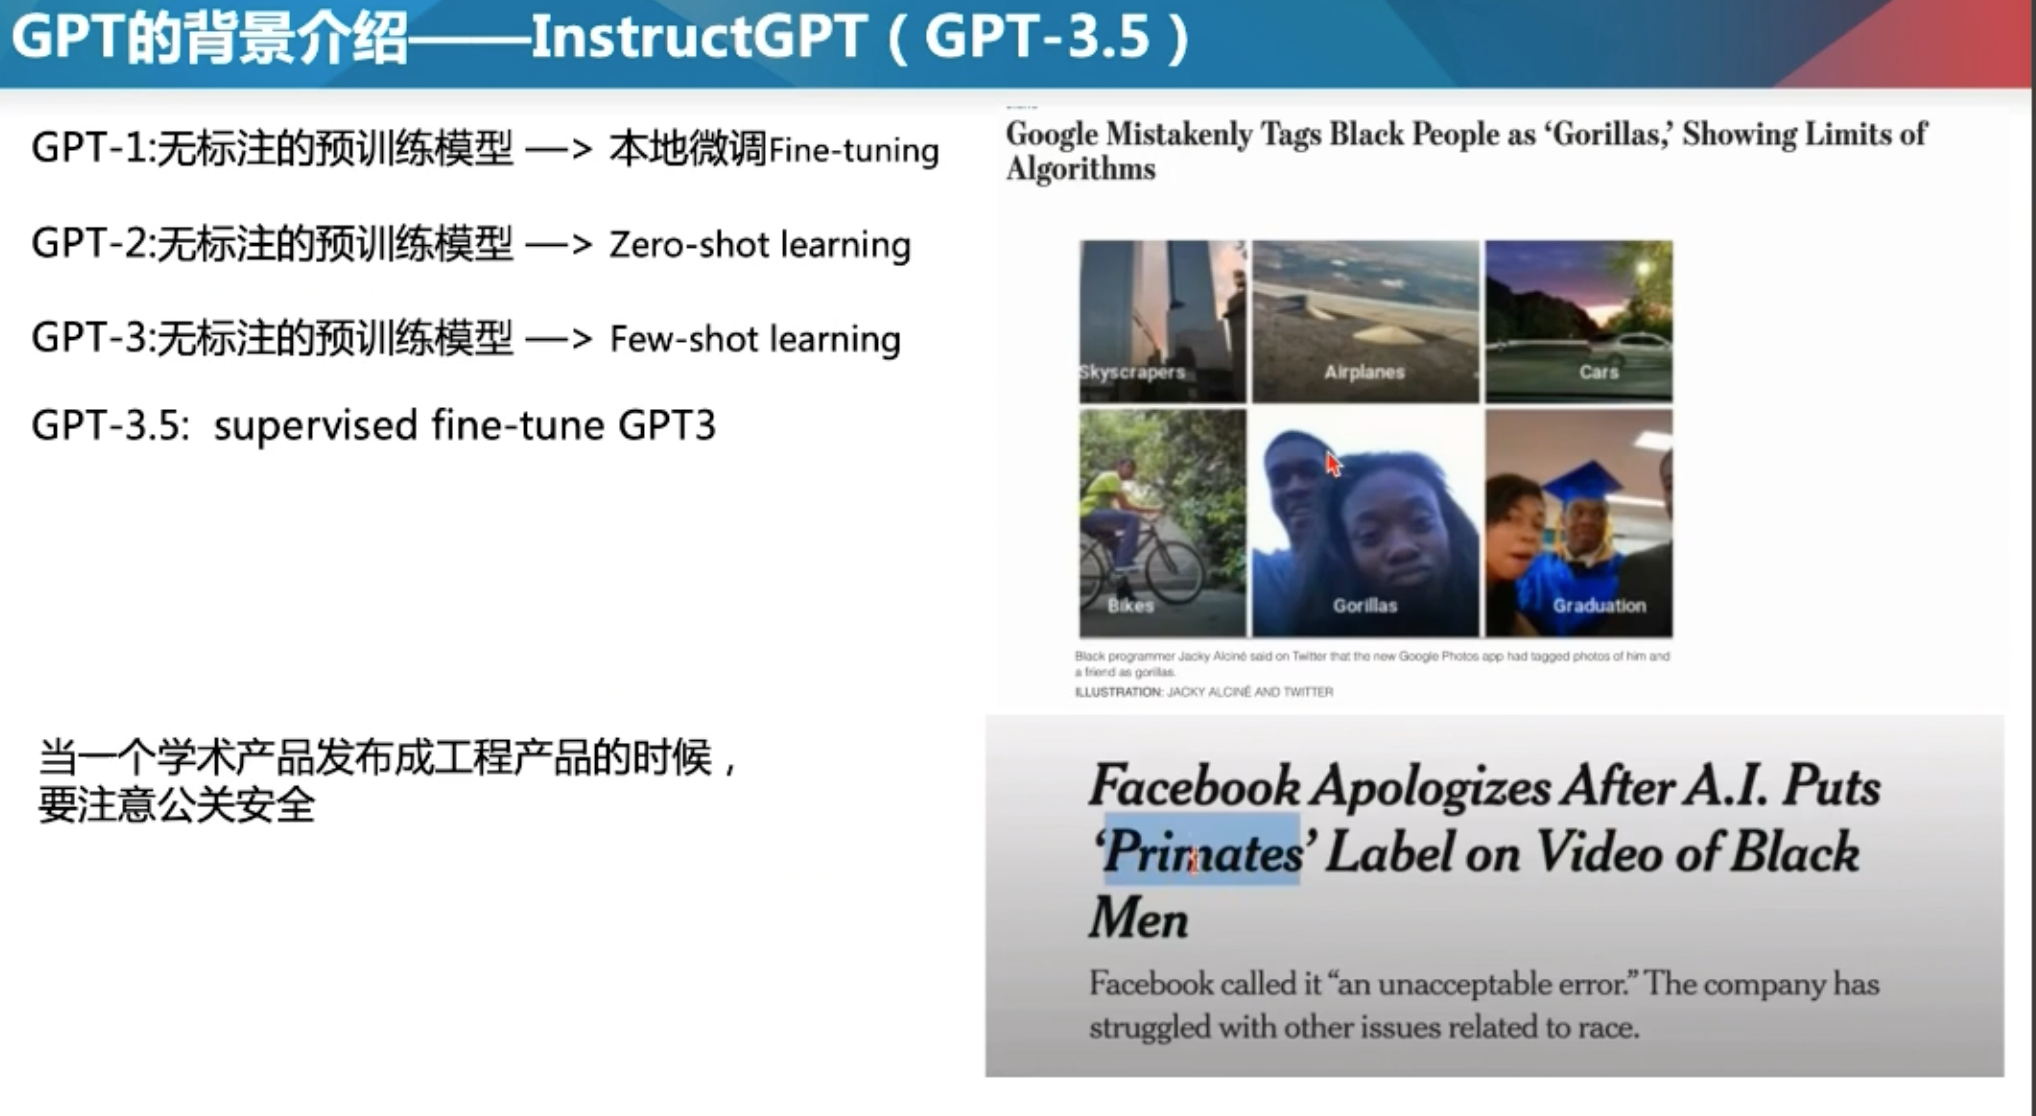 GPT的背景介绍——InstructGPT（GPT-3.5）
GPT-1:无标注的预训练模型 —> 本地微调Fine-tuning
GPT-2:无标注的预训练模型 —> Zero-shot learning
GPT-3:无标注的预训练模型 —> Few-shot learning
GPT-3.5: supervised fine-tune GPT3
当一个学术产品发布成工程产品的时候，
要注意公关安全
Google Mistakenly Tags Black People as ‘Gorillas,’ Showing Limits of
Algorithms
Skyscrapers
Airplanes
Cars
Bikes
Gorillas
Graduation
Black programmer Jacky Alciné said on Twitter that the new Google Photos app had tagged photos of him and
a friend as gorillas.
ILLUSTRATION: JACKY ALCINÉ AND TWITTER
Facebook Apologizes After A.I. Puts
‘Primates’ Label on Video of Black
Men
Facebook called it “an unacceptable error.” The company has
struggled with other issues related to race.